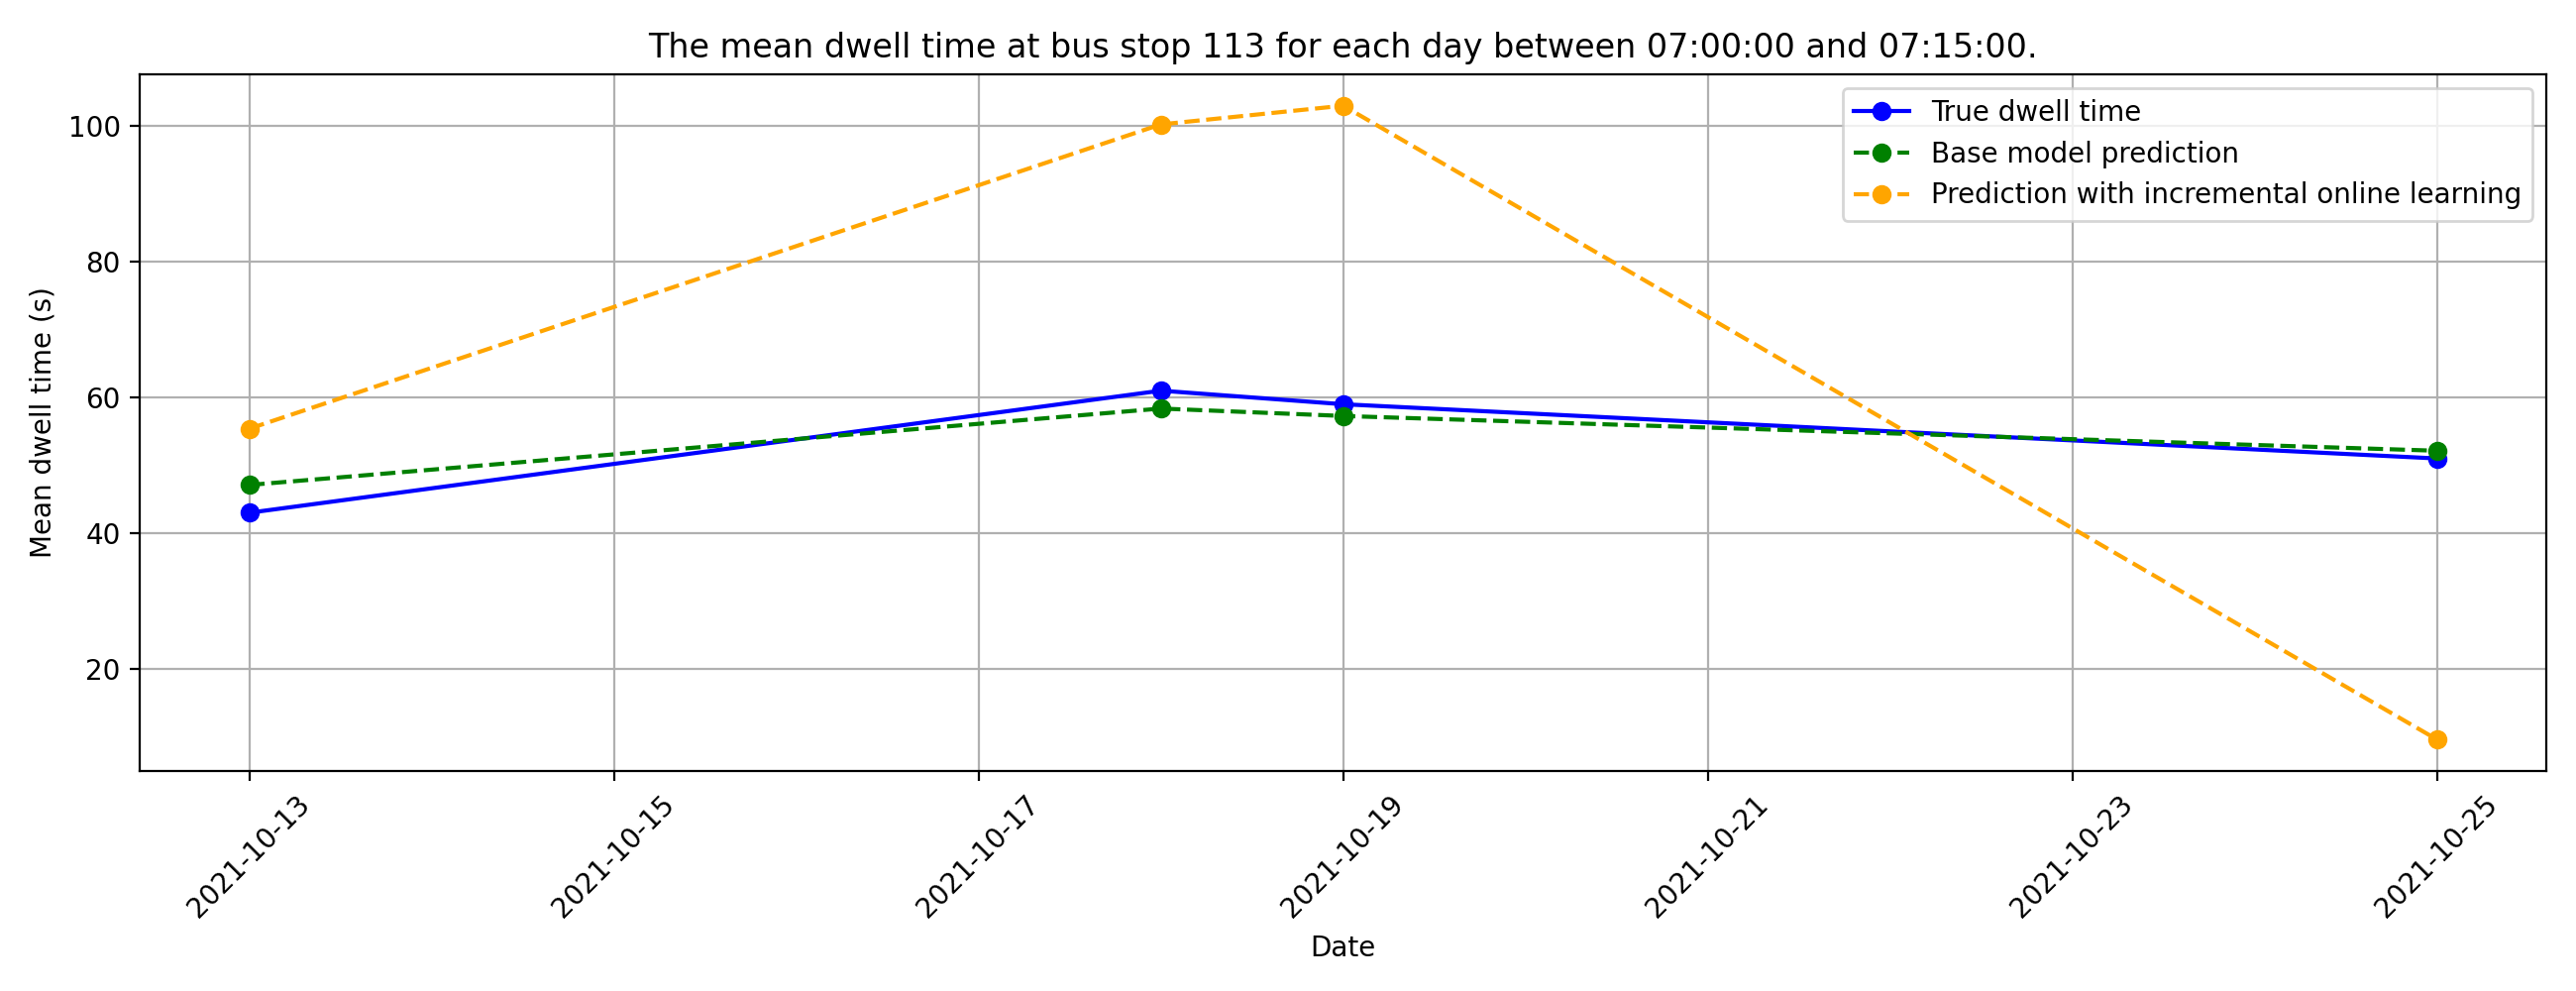 The mean dwell time at bus stop 113 for each day between 07:00:00 and 07:15:00.
True dwell time
Base model prediction
Prediction with incremental online learning
Mean dwell time (s)
100
80
60
40
20
2021-10-13
2021-10-15
2021-10-17
2021-10-19
2021-10-21
2021-10-23
2021-10-25
Date